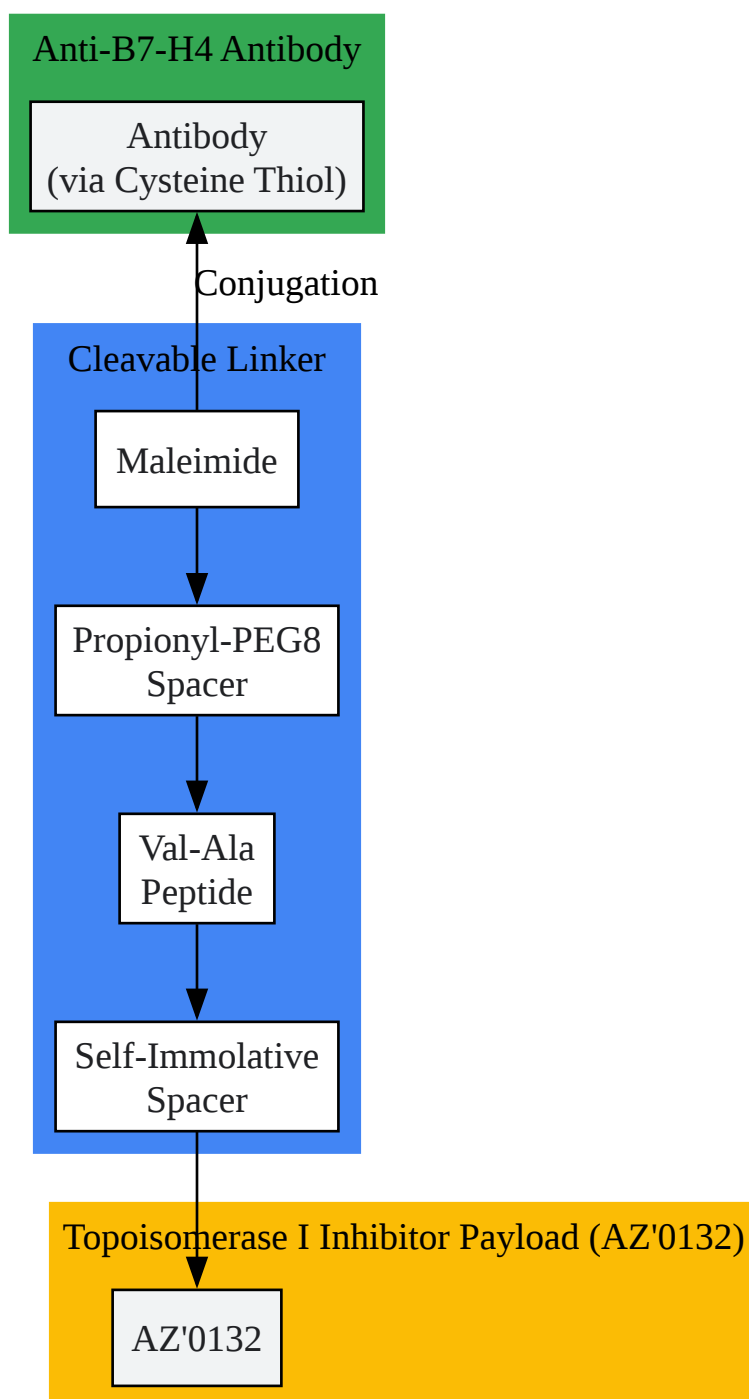 Anti-B7-H4 Antibody
Antibody
(via Cysteine Thiol)
Conjugation
Cleavable Linker
Maleimide
Propionyl-PEG8
Spacer
Val-Ala
Peptide
Self-Immolative
Spacer
Topoisomerase I Inhibitor Payload (AZ'0132)
AZ'0132